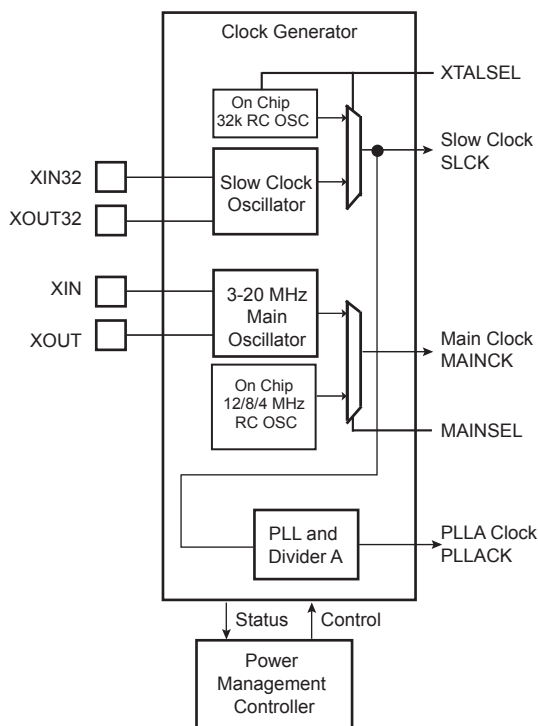 Clock Generator
XTALSEL
On Chip
32k RC OSC
Slow Clock
SLCK
XIN32
Slow Clock
Oscillator
XOUT32
XIN
3-20 MHz
Main
Oscillator
XOUT
Main Clock
MAINCK
On Chip
12/8/4 MHz
RC OSC
MAINSEL
PLL and
Divider A
PLLA Clock
PLLACK
Status
Control
Power
Management
Controller